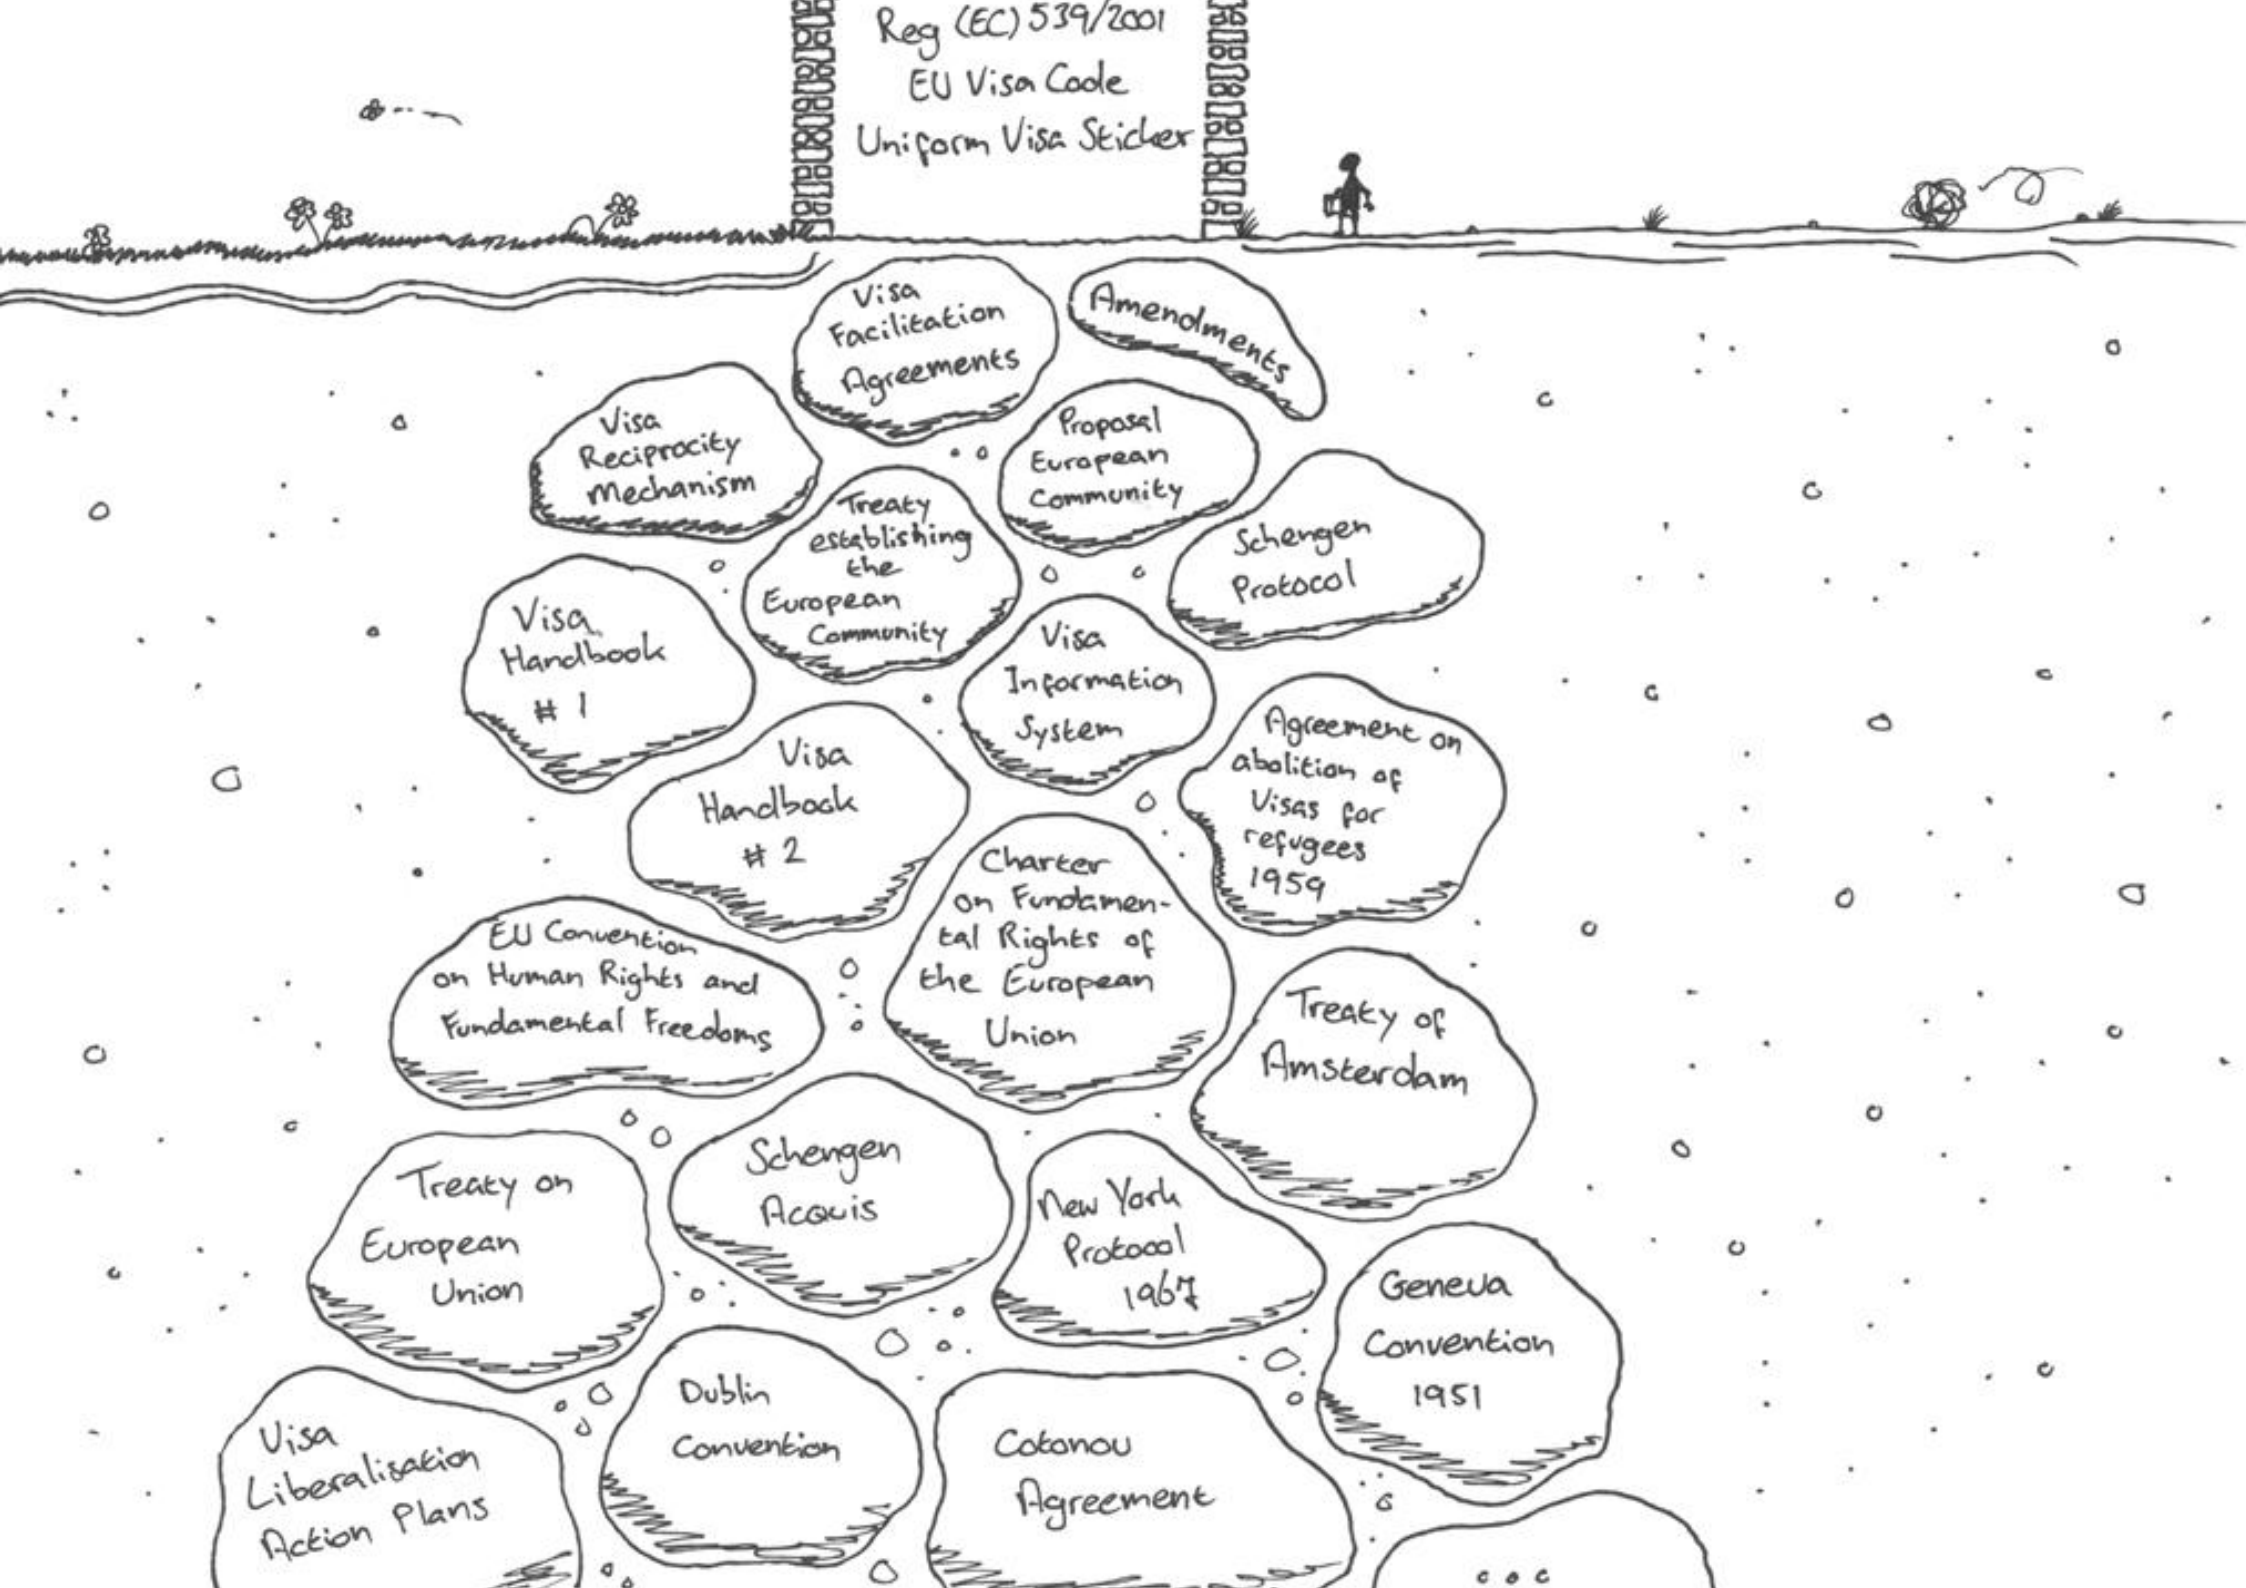 Reg (EC) 539/2001
EU Visa Code
Uniform Visa Sticker
Visa
Facilitation
Agreements
Amendments
Visa
Reciprocity
Mechanism
Proposal
European
Community
Treaty
establishing
the
European
Community
Schengen
Protocol
Visa
Handbook
# 1
Visa
Information
System
Visa
Handbook
# 2
Agreement on
abolition of
Visas for
refugees
1959
Charter
on Fundamen-
tal Rights of
the European
Union
EU Convention
on Human Rights and
Fundamental Freedoms
Treaty of
Amsterdam
Schengen
Acquis
Treaty on
European
Union
New York
Protocol
1967
Geneva
Convention
1951
Dublin
Convention
Cotonou
Agreement
Visa
Liberalisation
Action Plans
...